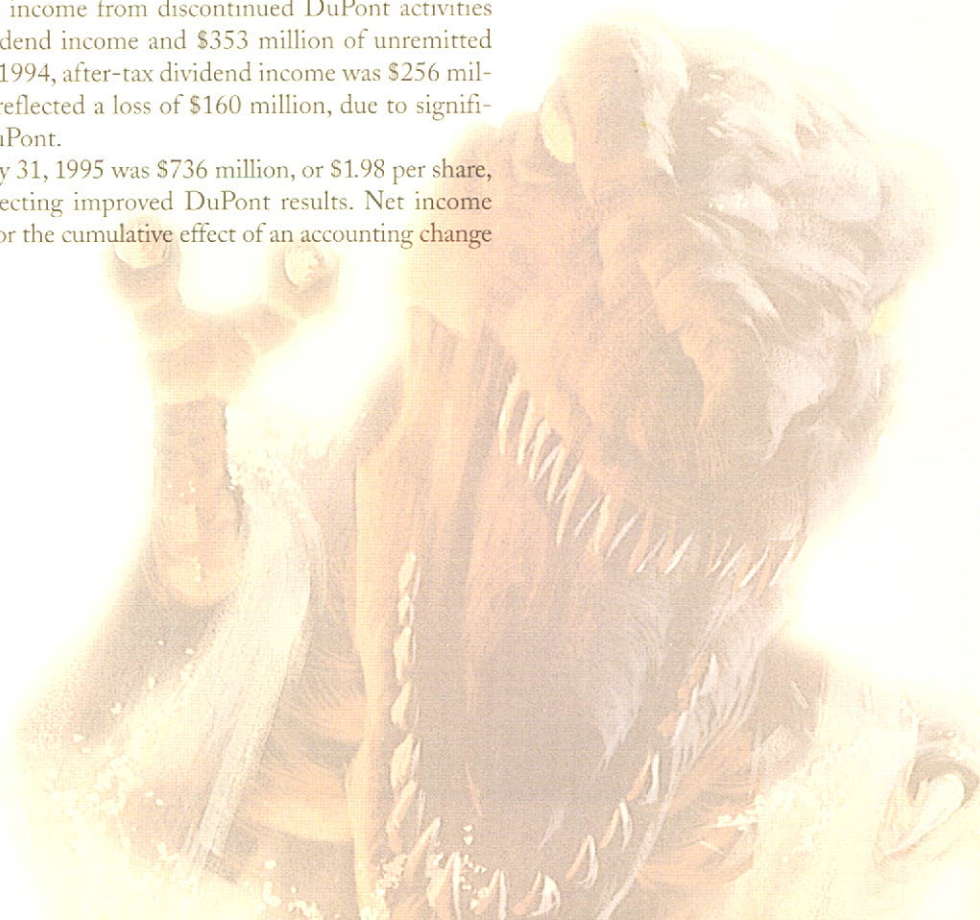 income from discontinued DuPont activities
dend income and $353 million of unremitted
1994, after-tax dividend income was $256 mil-
reflected a loss of $160 million, due to signifi-
uPont.
y 31, 1995 was $736 million, or $1.98 per share,
ecting improved DuPont results. Net income
or the cumulative effect of an accounting change